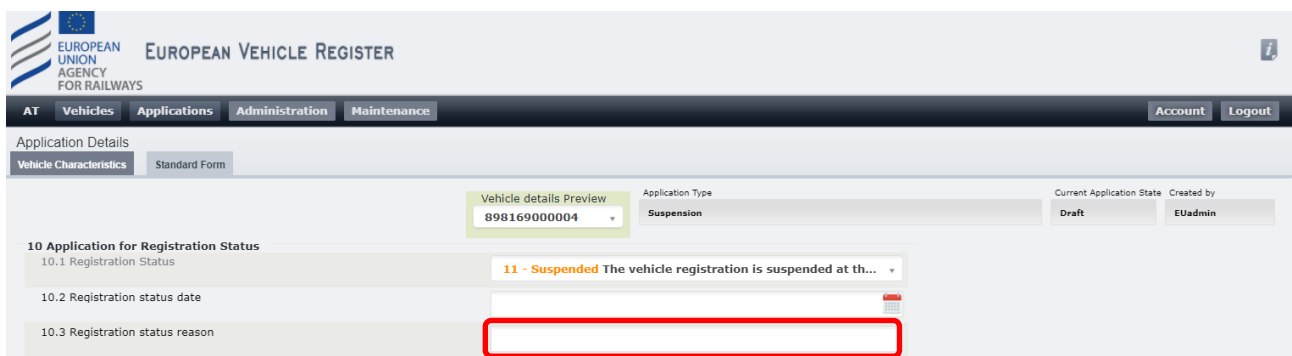 EUROPEAN
UNION
AGENCY
FOR RAILWAYS
EUROPEAN VEHICLE REGISTER
i
AT Vehicles Applications Administration Maintenance Account Logout
Application Details
Vehicle Characteristics Standard Form
Vehicle details Preview Application Type Current Application State Created by
898169000004 Suspension Draft EUadmin
10 Application for Registration Status
10.1 Registration Status 11 - Suspended The vehicle registration is suspended at th...
10.2 Registration status date
10.3 Registration status reason